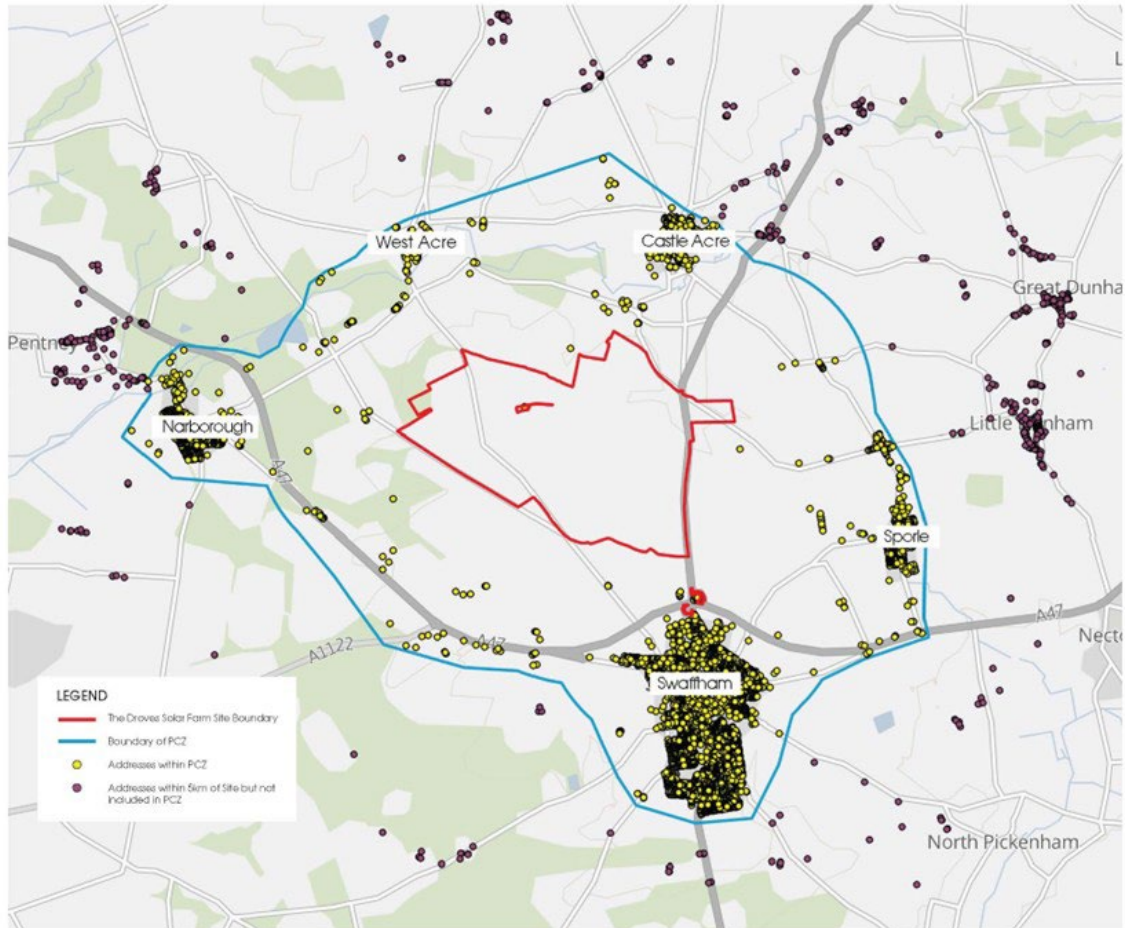 West Acre
Castle Acre
Great Dunha
Pentney
Narborough
Little Dunham
A47
Sporle
A47
Necto
A47
A1122
Swaffham
LEGEND
The Droves Solar Farm Site Boundary
Boundary of PCZ
Addresses within PCZ
Addresses within 5km of Site but not
included in PCZ
North Pickenham